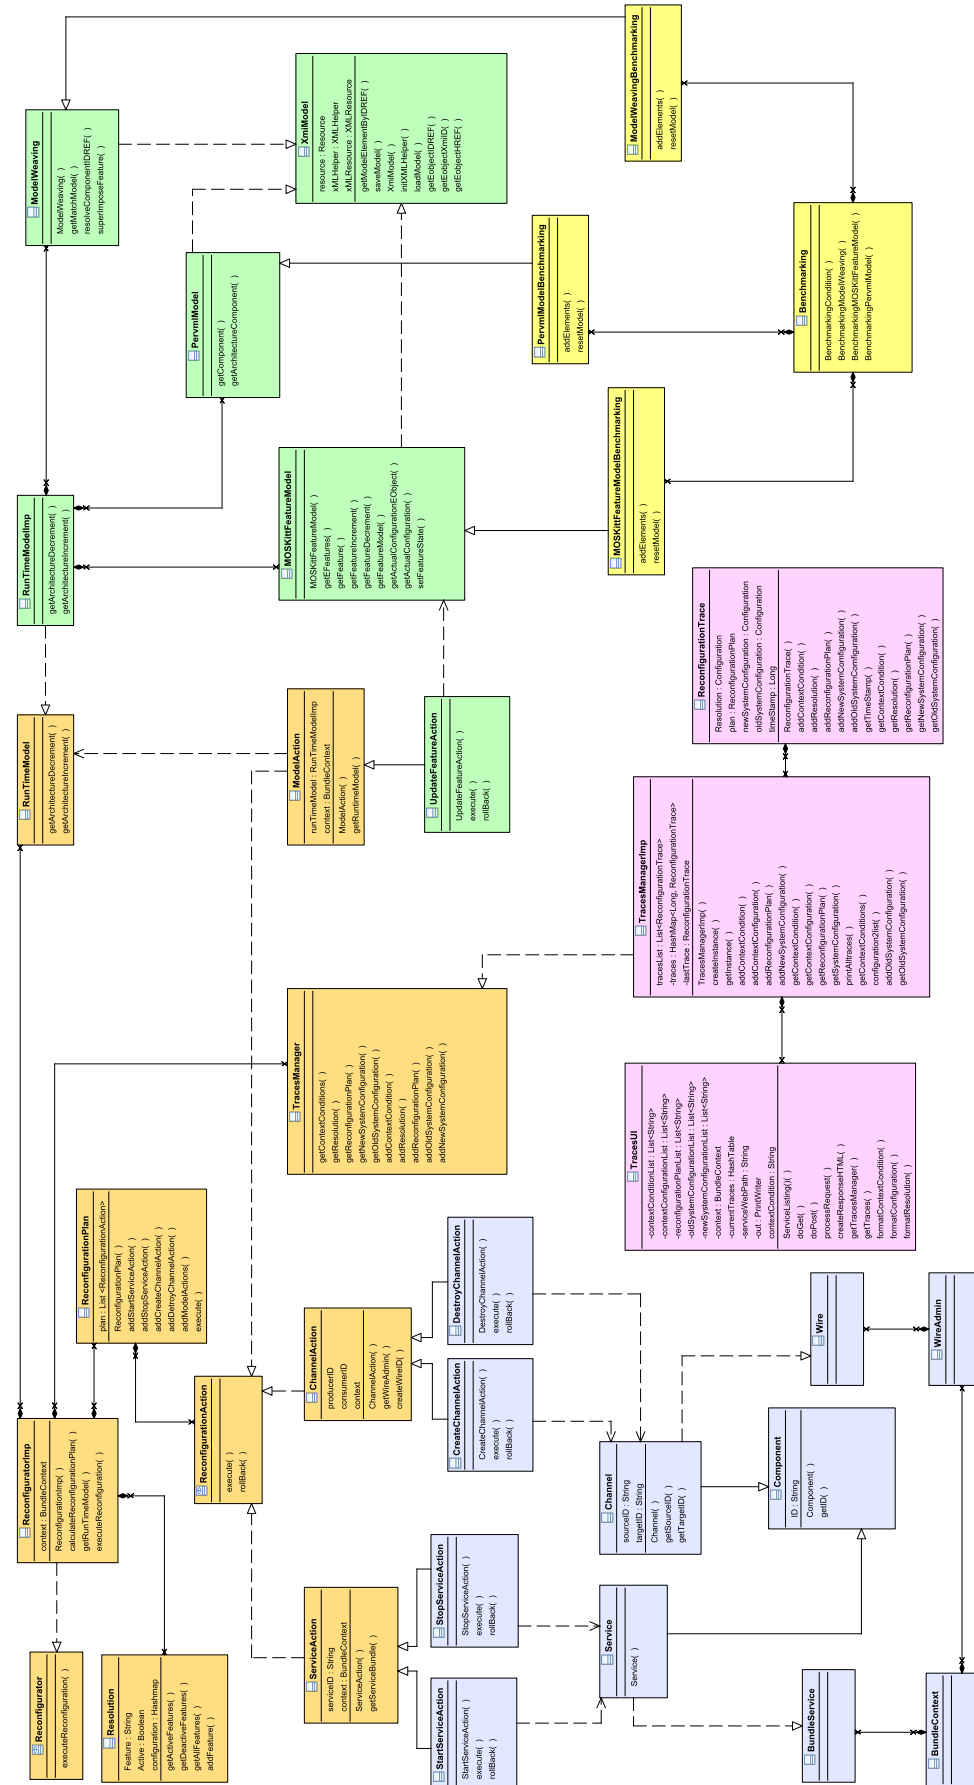 Reconfigurator
executeReconfiguration( )
Resolution
Feature : String
Active : Boolean
configuration : Hashmap
getActiveFeatures( )
getDeactiveFeatures( )
getAllFeatures( )
addFeature( )
ReconfiguratorImp
context : BundleContext
ReconfigurationImp( )
calculateReconfigurationPlan( )
getRunTimeModel( )
executeReconfiguration( )
ReconfigurationPlan
plan : List <ReconfigurationAction>
ReconfigurationPlan( )
addStartServiceAction( )
addStopServiceAction( )
addCreateChannelAction( )
addDetroyChannelAction( )
addModelActions( )
execute( )
RunTimeModel
getArchitectureDecrement( )
getArchitectureIncrement( )
RunTimeModelImp
getArchitectureDecrement( )
getArchitectureIncrement( )
ModelWeaving
ModelWeaving( )
getMatchModel( )
resolveComponentIDREF( )
superImposeFeature( )
ReconfigurationAction
execute( )
rollBack( )
PervmlModel
getComponent( )
getArchitectureComponent( )
ServiceAction
serviceID : String
context : BundleContext
ServiceAction( )
getServiceBundle( )
ChannelAction
producerID
consumerID
context
ChannelAction( )
getWireAdmin( )
createWireID( )
TracesManager
getContextConditions( )
getResolution( )
getReconfigurationPlan( )
getNewSystemConfiguration( )
getOldSystemConfiguration( )
addContextCondition( )
addResolution( )
addReconfigurationPlan( )
addOldSystemConfiguration( )
addNewSystemConfiguration( )
ModelAction
runTimeModel : RunTimeModelImp
context : BundleContext
ModelAction( )
getRuntimeModel( )
MOSKittFeatureModel
MOSKittFeatureModel( )
getEFeatures( )
getFeature( )
getFeatureIncrement( )
getFeatureDecrement( )
getFeatureModel( )
getActualConfigurationEObject( )
getActualConfiguration( )
setFeatureState( )
XmiModel
resource : Resource
xMLHelper : XMLHelper
xMLResource : XMLResource
getModelElementByIDREF( )
saveModel( )
XmiModel( )
initXMLHelper( )
loadModel( )
getEobjectIDREF( )
getEobjectXmiID( )
getEobjectHREF( )
StartServiceAction
StartServiceAction( )
execute( )
rollBack( )
StopServiceAction
StopServiceAction( )
execute( )
rollBack( )
CreateChannelAction
CreateChannelAction( )
execute( )
rollBack( )
DestroyChannelAction
DestroyChannelAction( )
execute( )
rollBack( )
UpdateFeatureAction
UpdateFeatureAction( )
execute( )
rollBack( )
PervmlModelBenchmarking
addElements( )
resetModel( )
Service
Service( )
Channel
sourceID : String
targetID : String
Channel( )
getSourceID( )
getTargetID( )
MOSKittFeatureModelBenchmarking
addElements( )
resetModel( )
ModelWeavingBenchmarking
addElements( )
resetModel( )
TracesUI
-contextConditionList : List<String>
-contextConfigurationList : List<String>
-reconfigurationPlanList : List<String>
-oldSystemConfigurationList : List<String>
-newSystemConfigurationList : List<String>
-context : BundleContext
-currentTraces : HashTable
-serviceWebPath : String
-out : PrintWriter
contextCondition : String
ServiceListing()( )
doGet( )
doPost( )
processRequest( )
createResponseHTML( )
getTracesManager( )
getTraces( )
formatContextCondition( )
formatConfiguration( )
formatResolution( )
TracesManagerImp
tracesList : List<ReconfigurationTrace>
-traces : HashMap<Long, ReconfigurationTrace>
-lastTrace : ReconfigurationTrace
TracesManagerImp( )
createInstance( )
getInstance( )
addContextCondition( )
addContextConfiguration( )
addReconfigurationPlan( )
addNewSystemConfiguration( )
getContextCondition( )
getContextConfiguration( )
getReconfigurationPlan( )
getSystemConfiguration( )
printAlltraces( )
getContextConditions( )
configuration2list( )
addOldSystemConfiguration( )
getOldSystemConfiguration( )
ReconfigurationTrace
Resolution : Configuration
plan : ReconfigurationPlan
newSystemConfiguration : Configuration
oldSystemConfiguration : Configuration
timeStamp : Long
ReconfigurationTrace( )
addContextCondition( )
addResolution( )
addReconfigurationPlan( )
addNewSystemConfiguration( )
addOldSystemConfiguration( )
getTimeStamp( )
getContextCondition( )
getResolution( )
getReconfigurationPlan( )
getNewSystemConfiguration( )
getOldSystemConfiguration( )
Component
ID : String
Component( )
getID( )
Benchmarking
BenchmarkingCondition( )
BenchmarkingModelWeaving( )
BenchmarkingMOSKittFeatureModel( )
BenchmarkingPervmlModel( )
BundleService
Wire
BundleContext
WireAdmin